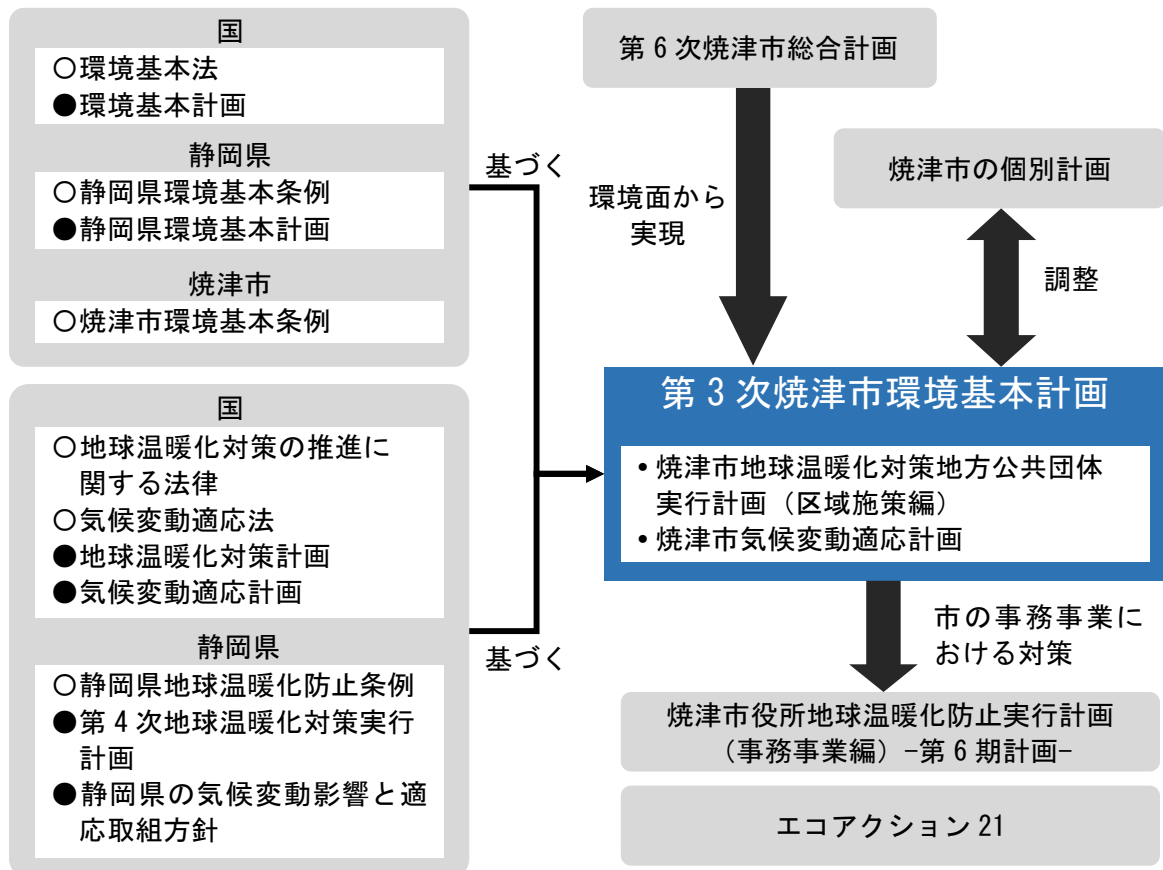 国
○環境基本法
●環境基本計画
静岡県
○静岡県環境基本条例
●静岡県環境基本計画
焼津市
○焼津市環境基本条例
基づく
国
○地球温暖化対策の推進に
関する法律
○気候変動適応法
●地球温暖化対策計画
●気候変動適応計画
静岡県
○静岡県地球温暖化防止条例
●第4次地球温暖化対策実行
計画
●静岡県の気候変動影響と適
応取組方針
基づく
第6次焼津市総合計画
環境面から
実現
焼津市の個別計画
調整
第3次焼津市環境基本計画
•焼津市地球温暖化対策地方公共団体
実行計画（区域施策編）
•焼津市気候変動適応計画
市の事務事業に
おける対策
焼津市役所地球温暖化防止実行計画
（事務事業編）-第6期計画-
エコアクション21